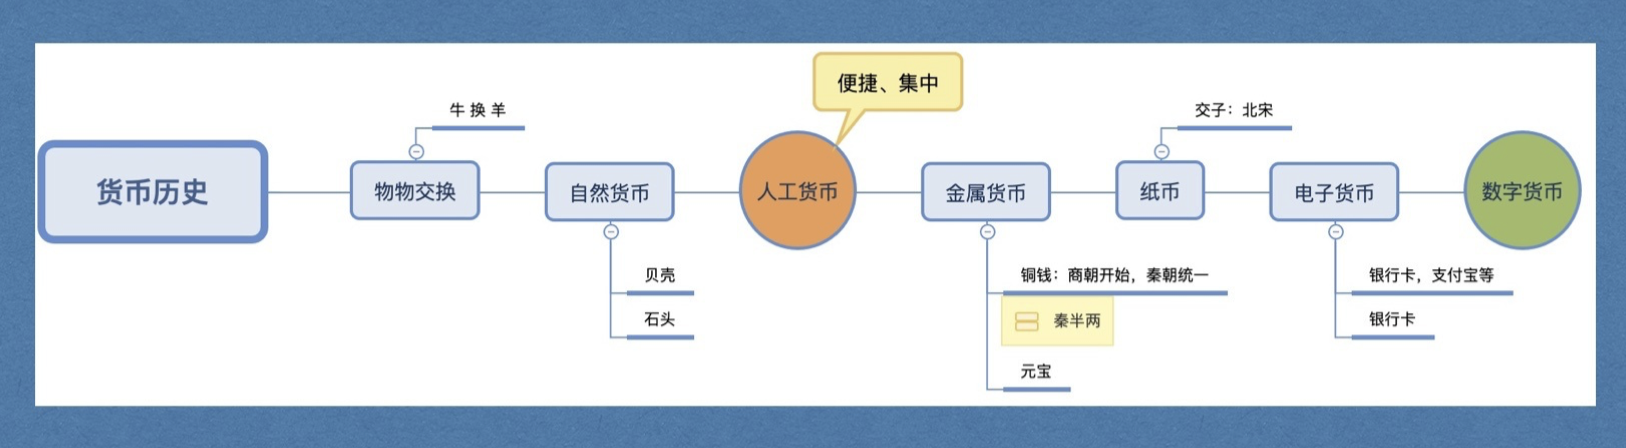 货币历史
牛 换 羊
物物交换
自然货币
贝壳
石头
便捷、集中
人工货币
金属货币
铜钱：商朝开始，秦朝统一
秦半两
元宝
交子：北宋
纸币
电子货币
银行卡，支付宝等
银行卡
数字货币